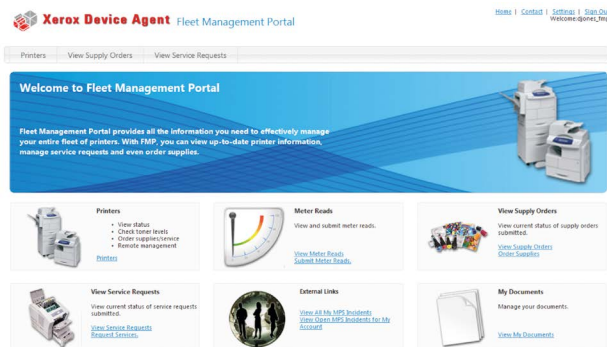 Xerox Device Agent Fleet Management Portal
Home | Contact | Settings | Sign Ou
Welcome:djones_fmp
Printers View Supply Orders View Service Requests
Welcome to Fleet Management Portal
Fleet Management Portal provides all the information you need to effectively manage
your entire fleet of printers. With FMP, you can view up-to-date printer information,
manage service requests and even order supplies.
Printers
• View status
• Check toner levels
• Order supplies/service
• Remote management
Printers
Meter Reads
View and submit meter reads.
View Meter Reads
Submit Meter Reads.
View Supply Orders
View current status of supply orders
submitted.
View Supply Orders
Order Supplies
View Service Requests
View current status of service requests
submitted.
View Service Requests
Request Services.
External Links
View All My MPS Incidents
View Open MPS Incidents for My
Account
My Documents
Manage your documents.
View My Documents